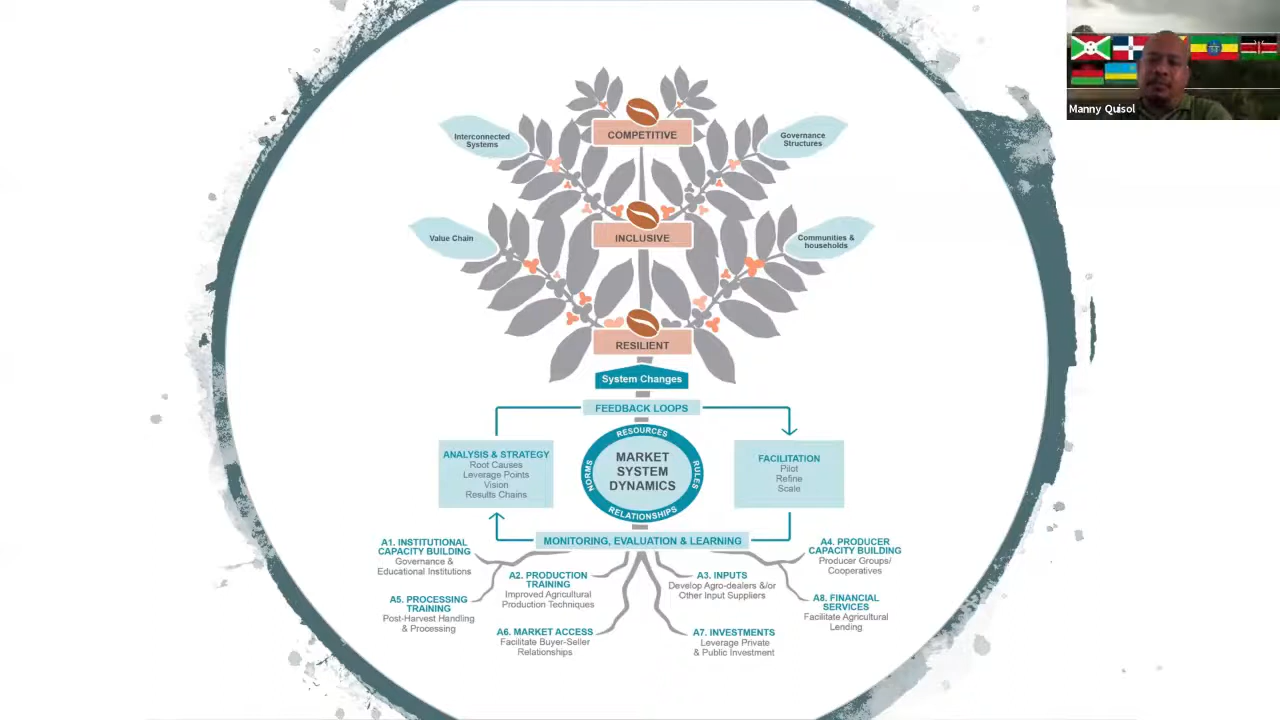 COMPETITIVE
Interconnected
Systems
Governance
Structures
INCLUSIVE
Value Chain
Communities &
households
RESILIENT
System Changes
FEEDBACK LOOPS
ANALYSIS & STRATEGY
Root Causes
Leverage Points
Vision
Results Chains
RESOURCES
NORMS
MARKET
SYSTEM
DYNAMICS
RULES
RELATIONSHIPS
FACILITATION
Pilot
Refine
Scale
MONITORING, EVALUATION & LEARNING
A1. INSTITUTIONAL
CAPACITY BUILDING
Governance &
Educational Institutions
A2. PRODUCTION
TRAINING
Improved Agricultural
Production Techniques
A3. INPUTS
Develop Agro-dealers &/or
Other Input Suppliers
A4. PRODUCER
CAPACITY BUILDING
Producer Groups/
Cooperatives
A5. PROCESSING
TRAINING
Post-Harvest Handling
& Processing
A6. MARKET ACCESS
Facilitate Buyer-Seller
Relationships
A7. INVESTMENTS
Leverage Private
& Public Investment
A8. FINANCIAL
SERVICES
Facilitate Agricultural
Lending
Manny Quisol